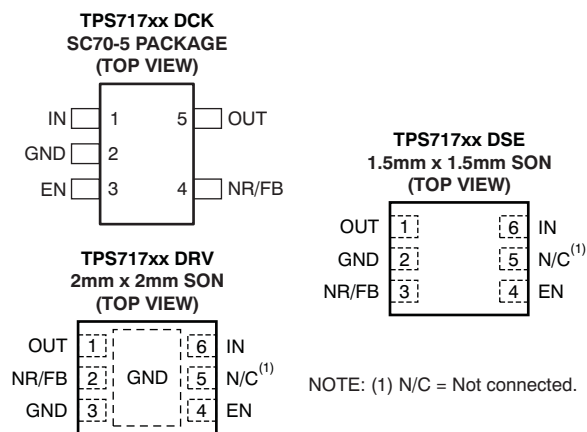 TPS717xx DCK
SC70-5 PACKAGE
(TOP VIEW)
IN 1 5 OUT
GND 2
EN 3 4 NR/FB
TPS717xx DRV
2mm x 2mm SON
(TOP VIEW)
OUT 1 6 IN
NR/FB 2 GND 5 N/C(1)
GND 3 4 EN
TPS717xx DSE
1.5mm x 1.5mm SON
(TOP VIEW)
OUT 1 6 IN
GND 2 5 N/C(1)
NR/FB 3 4 EN
NOTE: (1) N/C = Not connected.